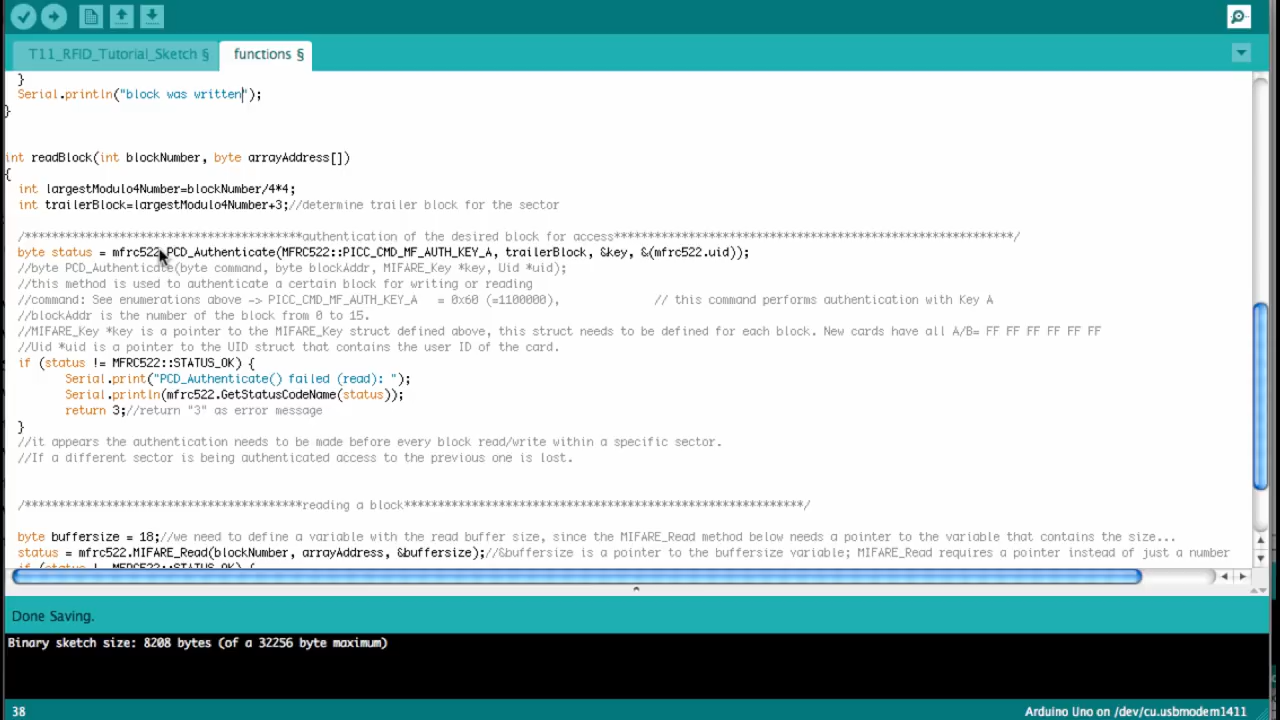 T11_RFID_Tutorial_Sketch § functions §
}
Serial.println("block was written");
}
int readBlock(int blockNumber, byte arrayAddress[])
{
int largestModulo4Number=blockNumber/4*4;
int trailerBlock=largestModulo4Number+3;//determine trailer block for the sector
/*****************************************authentication of the desired block for access***********************************************************/
byte status = mfrc522.PCD_Authenticate(MFRC522::PICC_CMD_MF_AUTH_KEY_A, trailerBlock, &key, &(mfrc522.uid));
//byte PCD_Authenticate(byte command, byte blockAddr, MIFARE_Key *key, Uid *uid);
//this method is used to authenticate a certain block for writing or reading
//command: See enumerations above -> PICC_CMD_MF_AUTH_KEY_A = 0x60 (=1100000), // this command performs authentication with Key A
//blockAddr is the number of the block from 0 to 15.
//MIFARE_Key *key is a pointer to the MIFARE_Key struct defined above, this struct needs to be defined for each block. New cards have all A/B= FF FF FF FF FF FF
//Uid *uid is a pointer to the UID struct that contains the user ID of the card.
if (status != MFRC522::STATUS_OK) {
Serial.print("PCD_Authenticate() failed (read): ");
Serial.println(mfrc522.GetStatusCodeName(status));
return 3;//return "3" as error message
}
//it appears the authentication needs to be made before every block read/write within a specific sector.
//If a different sector is being authenticated access to the previous one is lost.
/*****************************************reading a block***********************************************************/
byte buffersize = 18;//we need to define a variable with the read buffer size, since the MIFARE_Read method below needs a pointer to the variable that contains the size...
status = mfrc522.MIFARE_Read(blockNumber, arrayAddress, &buffersize);//&buffersize is a pointer to the buffersize variable; MIFARE_Read requires a pointer instead of just a number
if (status != MFRC522::STATUS_OK) {
Done Saving.
Binary sketch size: 8208 bytes (of a 32256 byte maximum)
38 Arduino Uno on /dev/cu.usbmodem1411